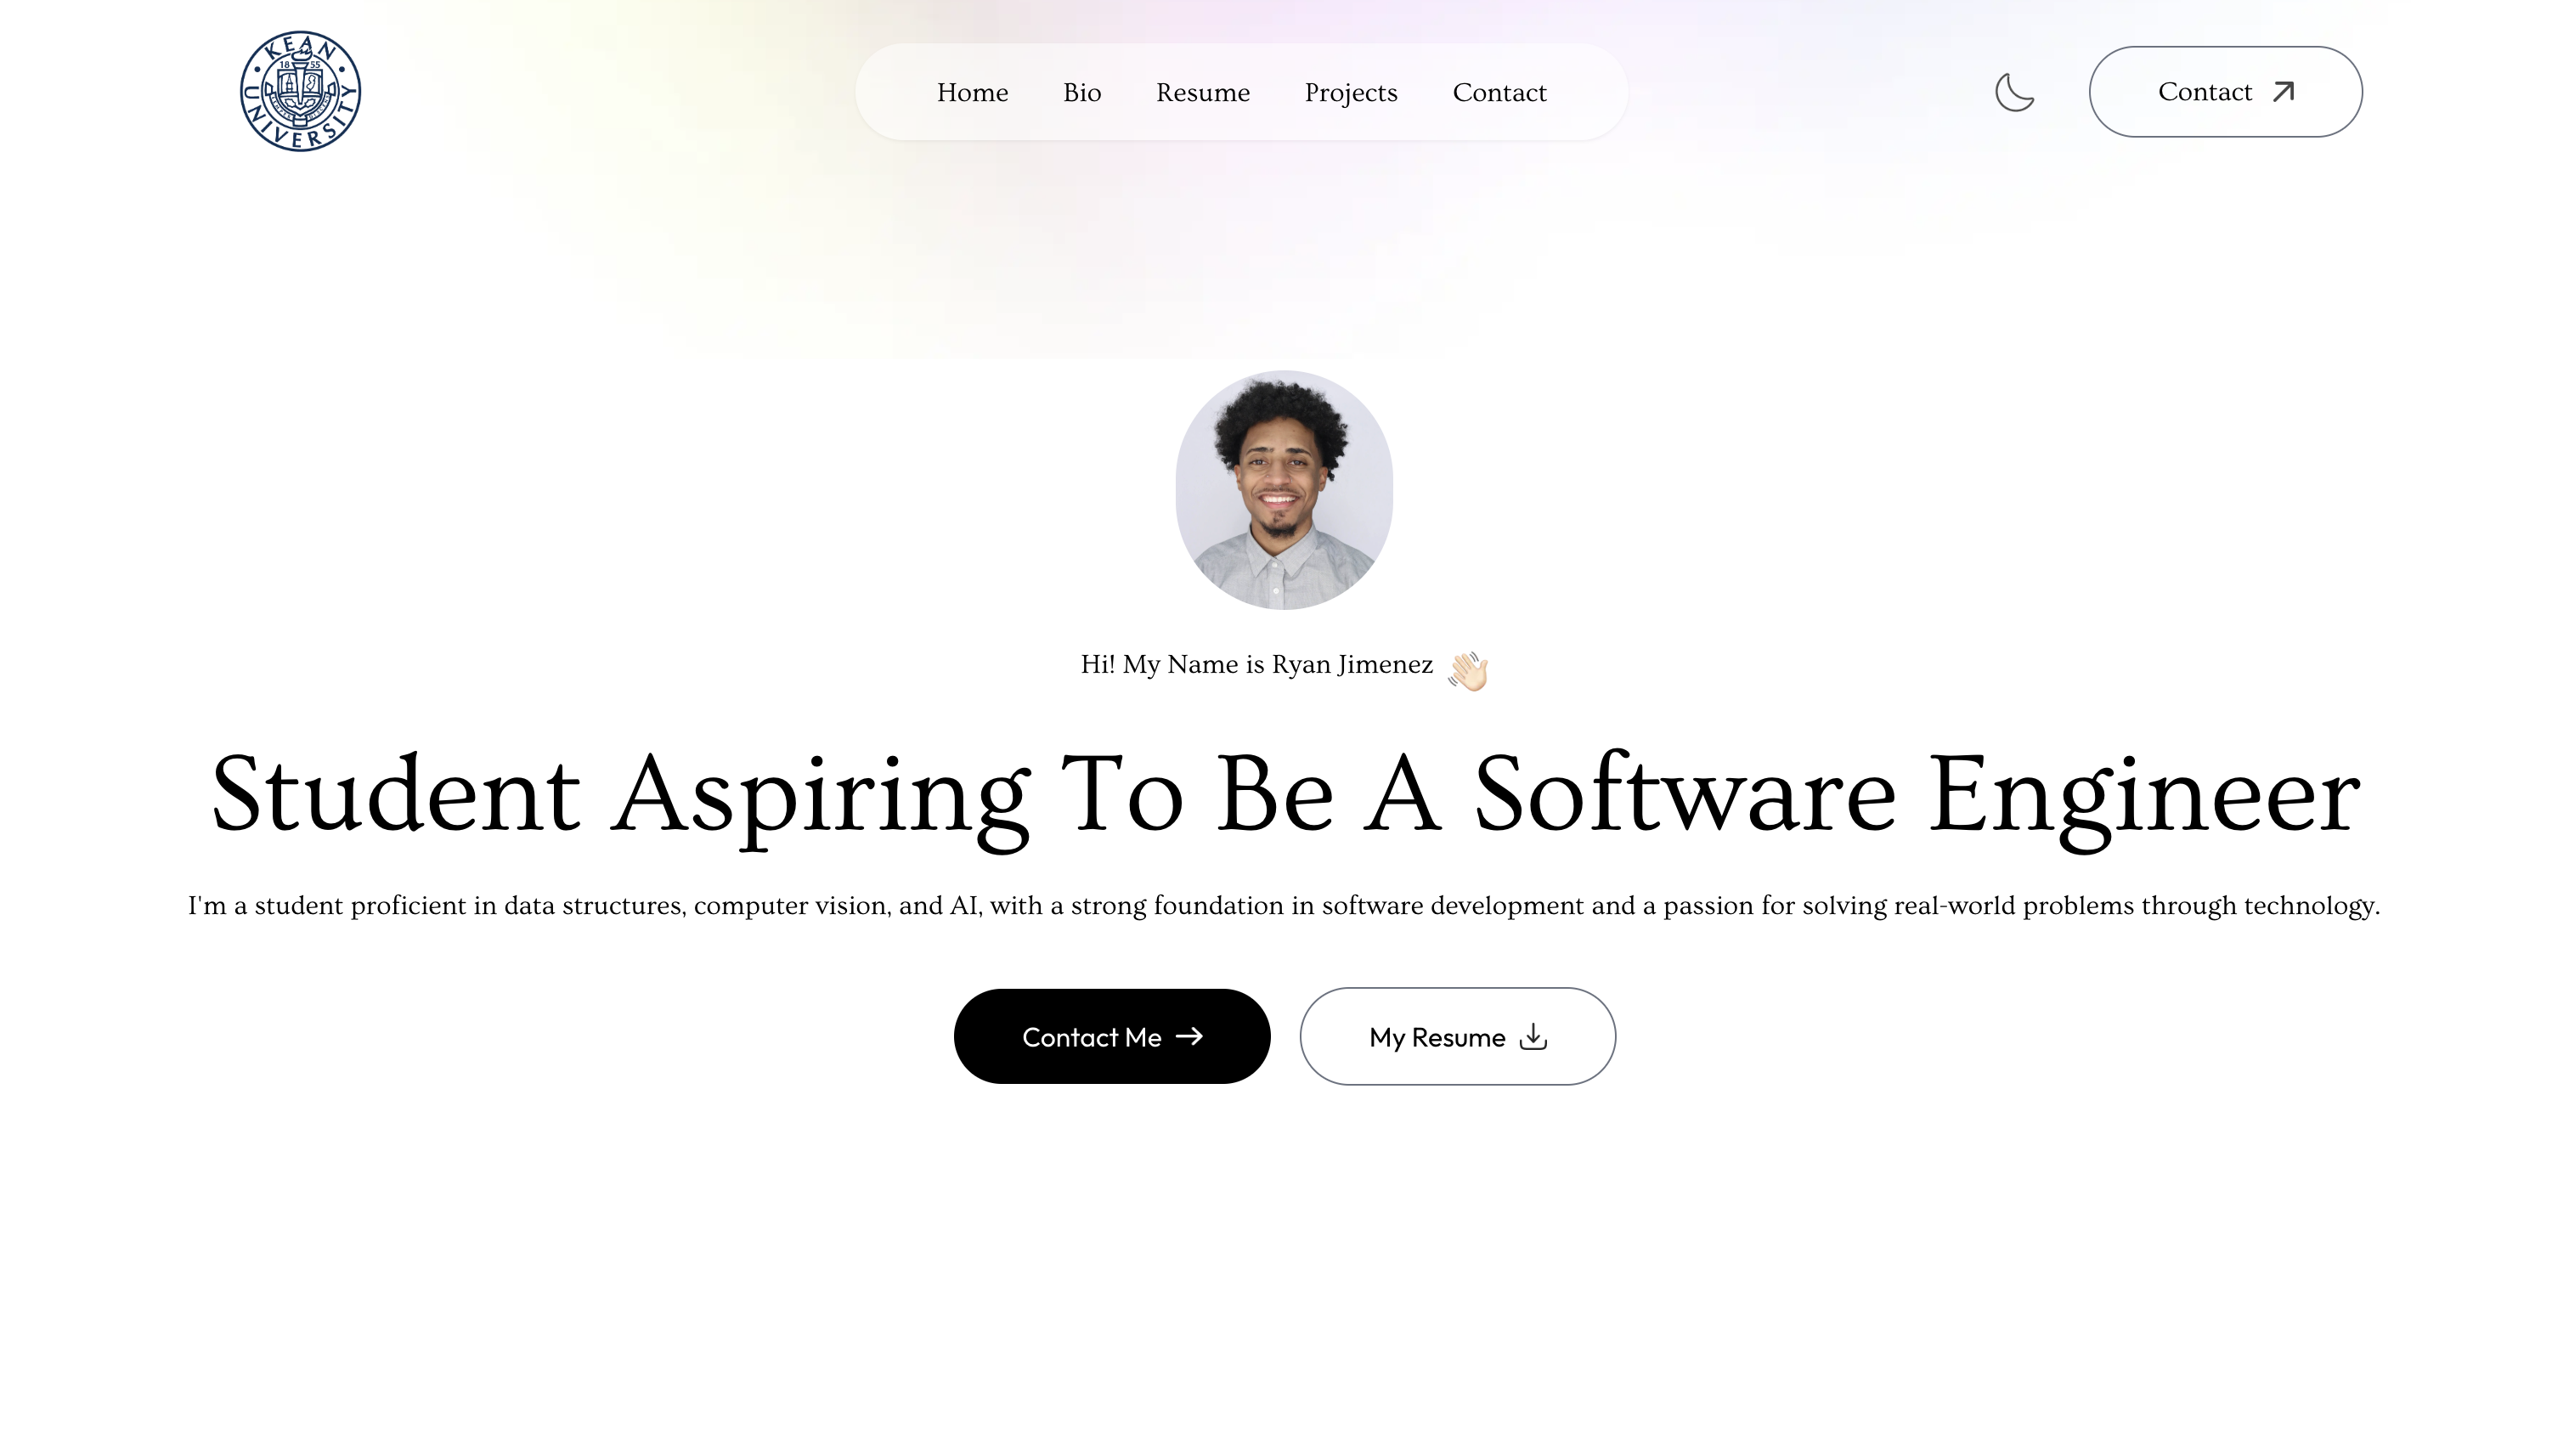 KEAN UNIVERSITY
18 55
Home Bio Resume Projects Contact
Contact
Hi! My Name is Ryan Jimenez 👋🏻
Student Aspiring To Be A Software Engineer
I'm a student proficient in data structures, computer vision, and AI, with a strong foundation in software development and a passion for solving real-world problems through technology.
Contact Me
My Resume